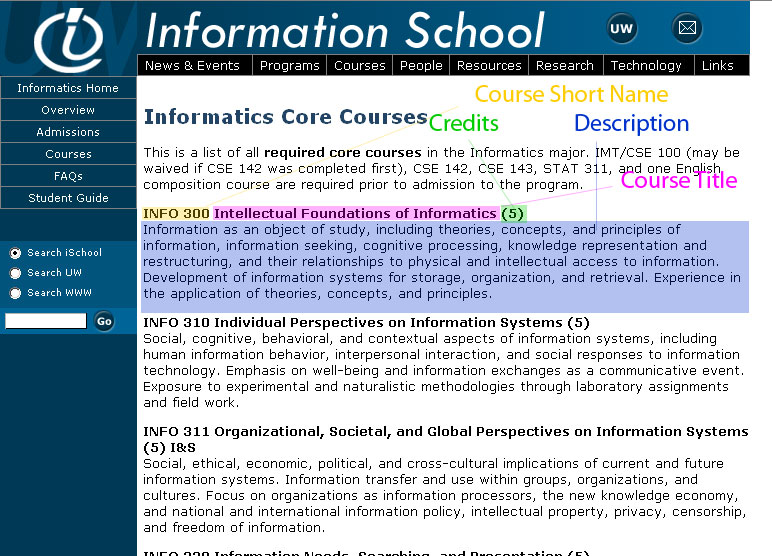 i
Information School
UW
News & Events Programs Courses People Resources Research Technology Links
Informatics Home
Overview
Admissions
Courses
FAQs
Student Guide
Search iSchool
Search UW
Search WWW
Go
Course Short Name
Informatics Core Courses
Credits
Description
This is a list of all required core courses in the Informatics major. IMT/CSE 100 (may be
waived if CSE 142 was completed first), CSE 142, CSE 143, STAT 311, and one English
composition course are required prior to admission to the program.
Course Title
INFO 300 Intellectual Foundations of Informatics (5)
Information as an object of study, including theories, concepts, and principles of
information, information seeking, cognitive processing, knowledge representation and
restructuring, and their relationships to physical and intellectual access to information.
Development of information systems for storage, organization, and retrieval. Experience in
the application of theories, concepts, and principles.
INFO 310 Individual Perspectives on Information Systems (5)
Social, cognitive, behavioral, and contextual aspects of information systems, including
human information behavior, interpersonal interaction, and social responses to information
technology. Emphasis on well-being and information exchanges as a communicative event.
Exposure to experimental and naturalistic methodologies through laboratory assignments
and field work.
INFO 311 Organizational, Societal, and Global Perspectives on Information Systems
(5) I&S
Social, ethical, economic, political, and cross-cultural implications of current and future
information systems. Information transfer and use within groups, organizations, and
cultures. Focus on organizations as information processors, the new knowledge economy,
and national and international information policy, intellectual property, privacy, censorship,
and freedom of information.
INFO 320 Information Needs, Searching, and Presentation (5)